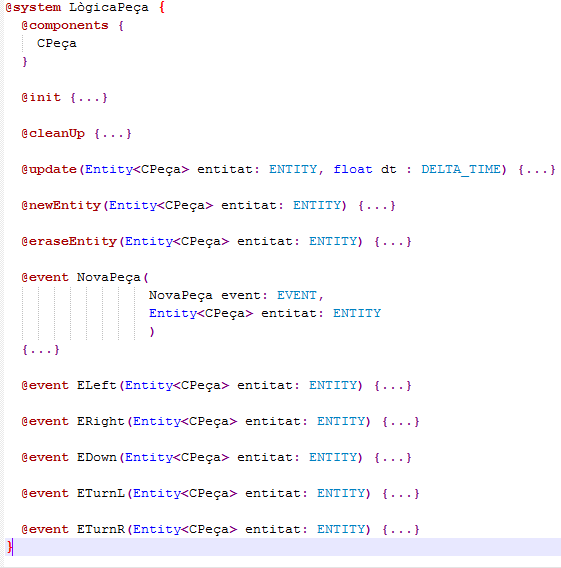 @system LògicaPeça {
@components {
CPeça
}
@init {...}
@cleanUp {...}
@update(Entity<CPeça> entitat: ENTITY, float dt : DELTA_TIME) {...}
@newEntity(Entity<CPeça> entitat: ENTITY) {...}
@eraseEntity(Entity<CPeça> entitat: ENTITY) {...}
@event NovaPeça(
NovaPeça event: EVENT,
Entity<CPeça> entitat: ENTITY
)
{...}
@event ELeft(Entity<CPeça> entitat: ENTITY) {...}
@event ERight(Entity<CPeça> entitat: ENTITY) {...}
@event EDown(Entity<CPeça> entitat: ENTITY) {...}
@event ETurnL(Entity<CPeça> entitat: ENTITY) {...}
@event ETurnR(Entity<CPeça> entitat: ENTITY) {...}
}